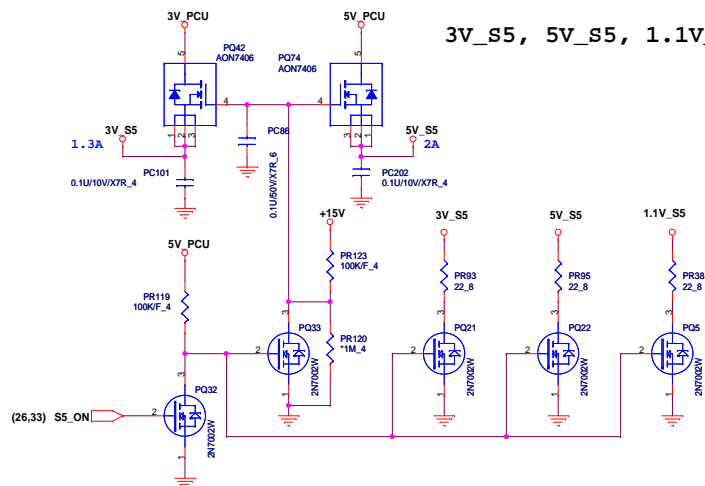 3V_PCU
5V_PCU
3V_S5, 5V_S5, 1.1V_
PQ42
AON7406
PQ74
AON7406
5
5
4
4
3V_S5
1 2 3
3 2 1
5V_S5
1.3A
2A
PC86
0.1U/50V/X7R_6
PC101
0.1U/10V/X7R_4
PC202
0.1U/10V/X7R_4
+15V
3V_S5
5V_S5
1.1V_S5
5V_PCU
PR123
100K/F_4
PR93
22_8
PR95
22_8
PR38
22_8
PR119
100K/F_4
3
PQ33
PR120
*1M_4
3
PQ21
3
PQ22
3
PQ5
2
2
2
2
1
2N7002W
1
2N7002W
1
2N7002W
1
2N7002W
3
PQ32
(26,33) S5_ON
2
1
2N7002W